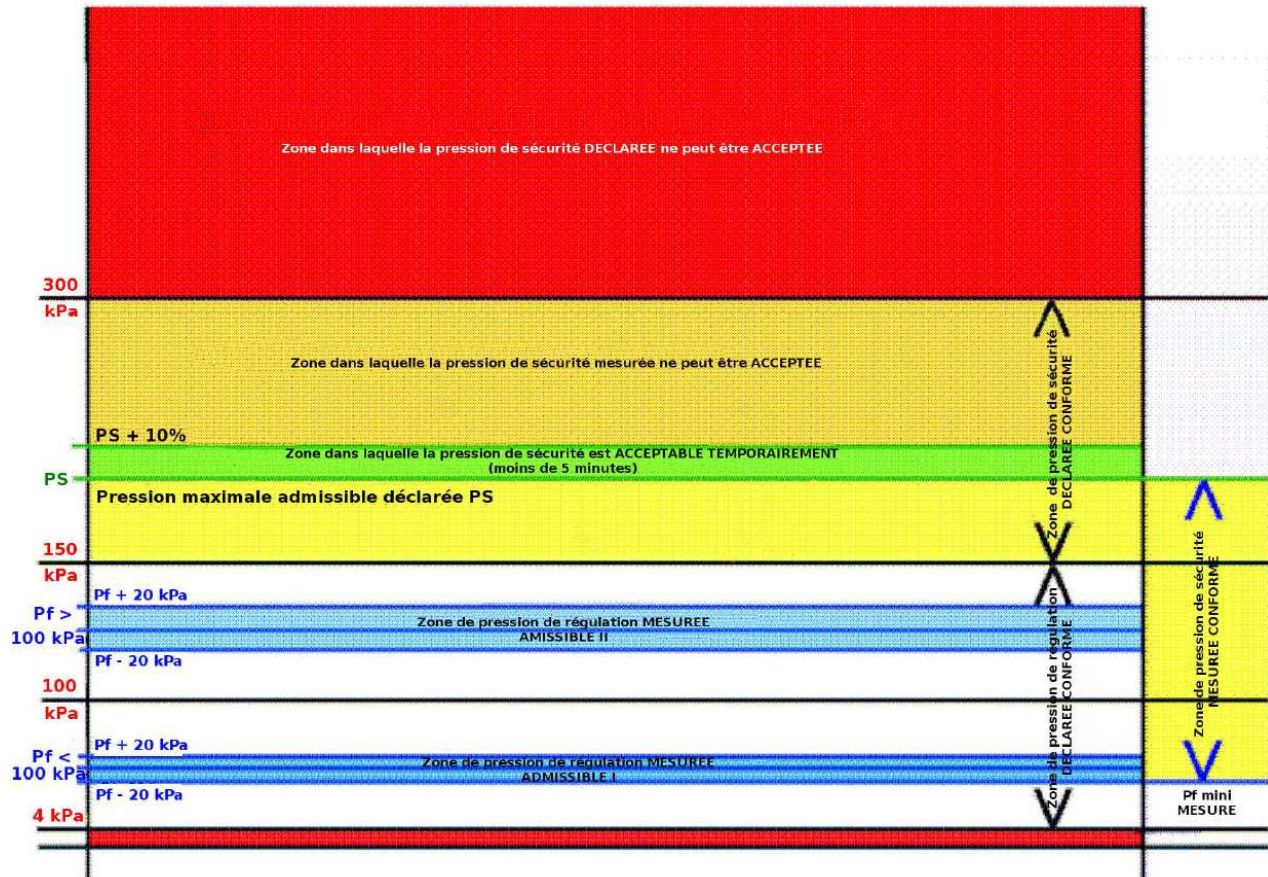 Zone dans laquelle la pression de sécurité DECLAREE ne peut être ACCEPTEE
300
kPa
Zone dans laquelle la pression de sécurité mesurée ne peut être ACCEPTEE
Zone de pression de sécurité
DECLAREE CONFORME
PS + 10%
Zone dans laquelle la pression de sécurité est ACCEPTABLE TEMPORAIREMENT
(moins de 5 minutes)
PS
Pression maximale admissible déclarée PS
150
kPa
Zone de pression de sécurité
MESUREE CONFORME
Pf + 20 kPa
Pf >
100 kPa
Zone de pression de régulation MESUREE
AMISSIBLE II
Pf - 20 kPa
Zone de pression de régulation
DECLAREE CONFORME
100
kPa
Pf + 20 kPa
Pf <
100 kPa
Zone de pression de régulation MESUREE
ADMISSIBLE I
Pf - 20 kPa
Pf mini
MESURE
4 kPa